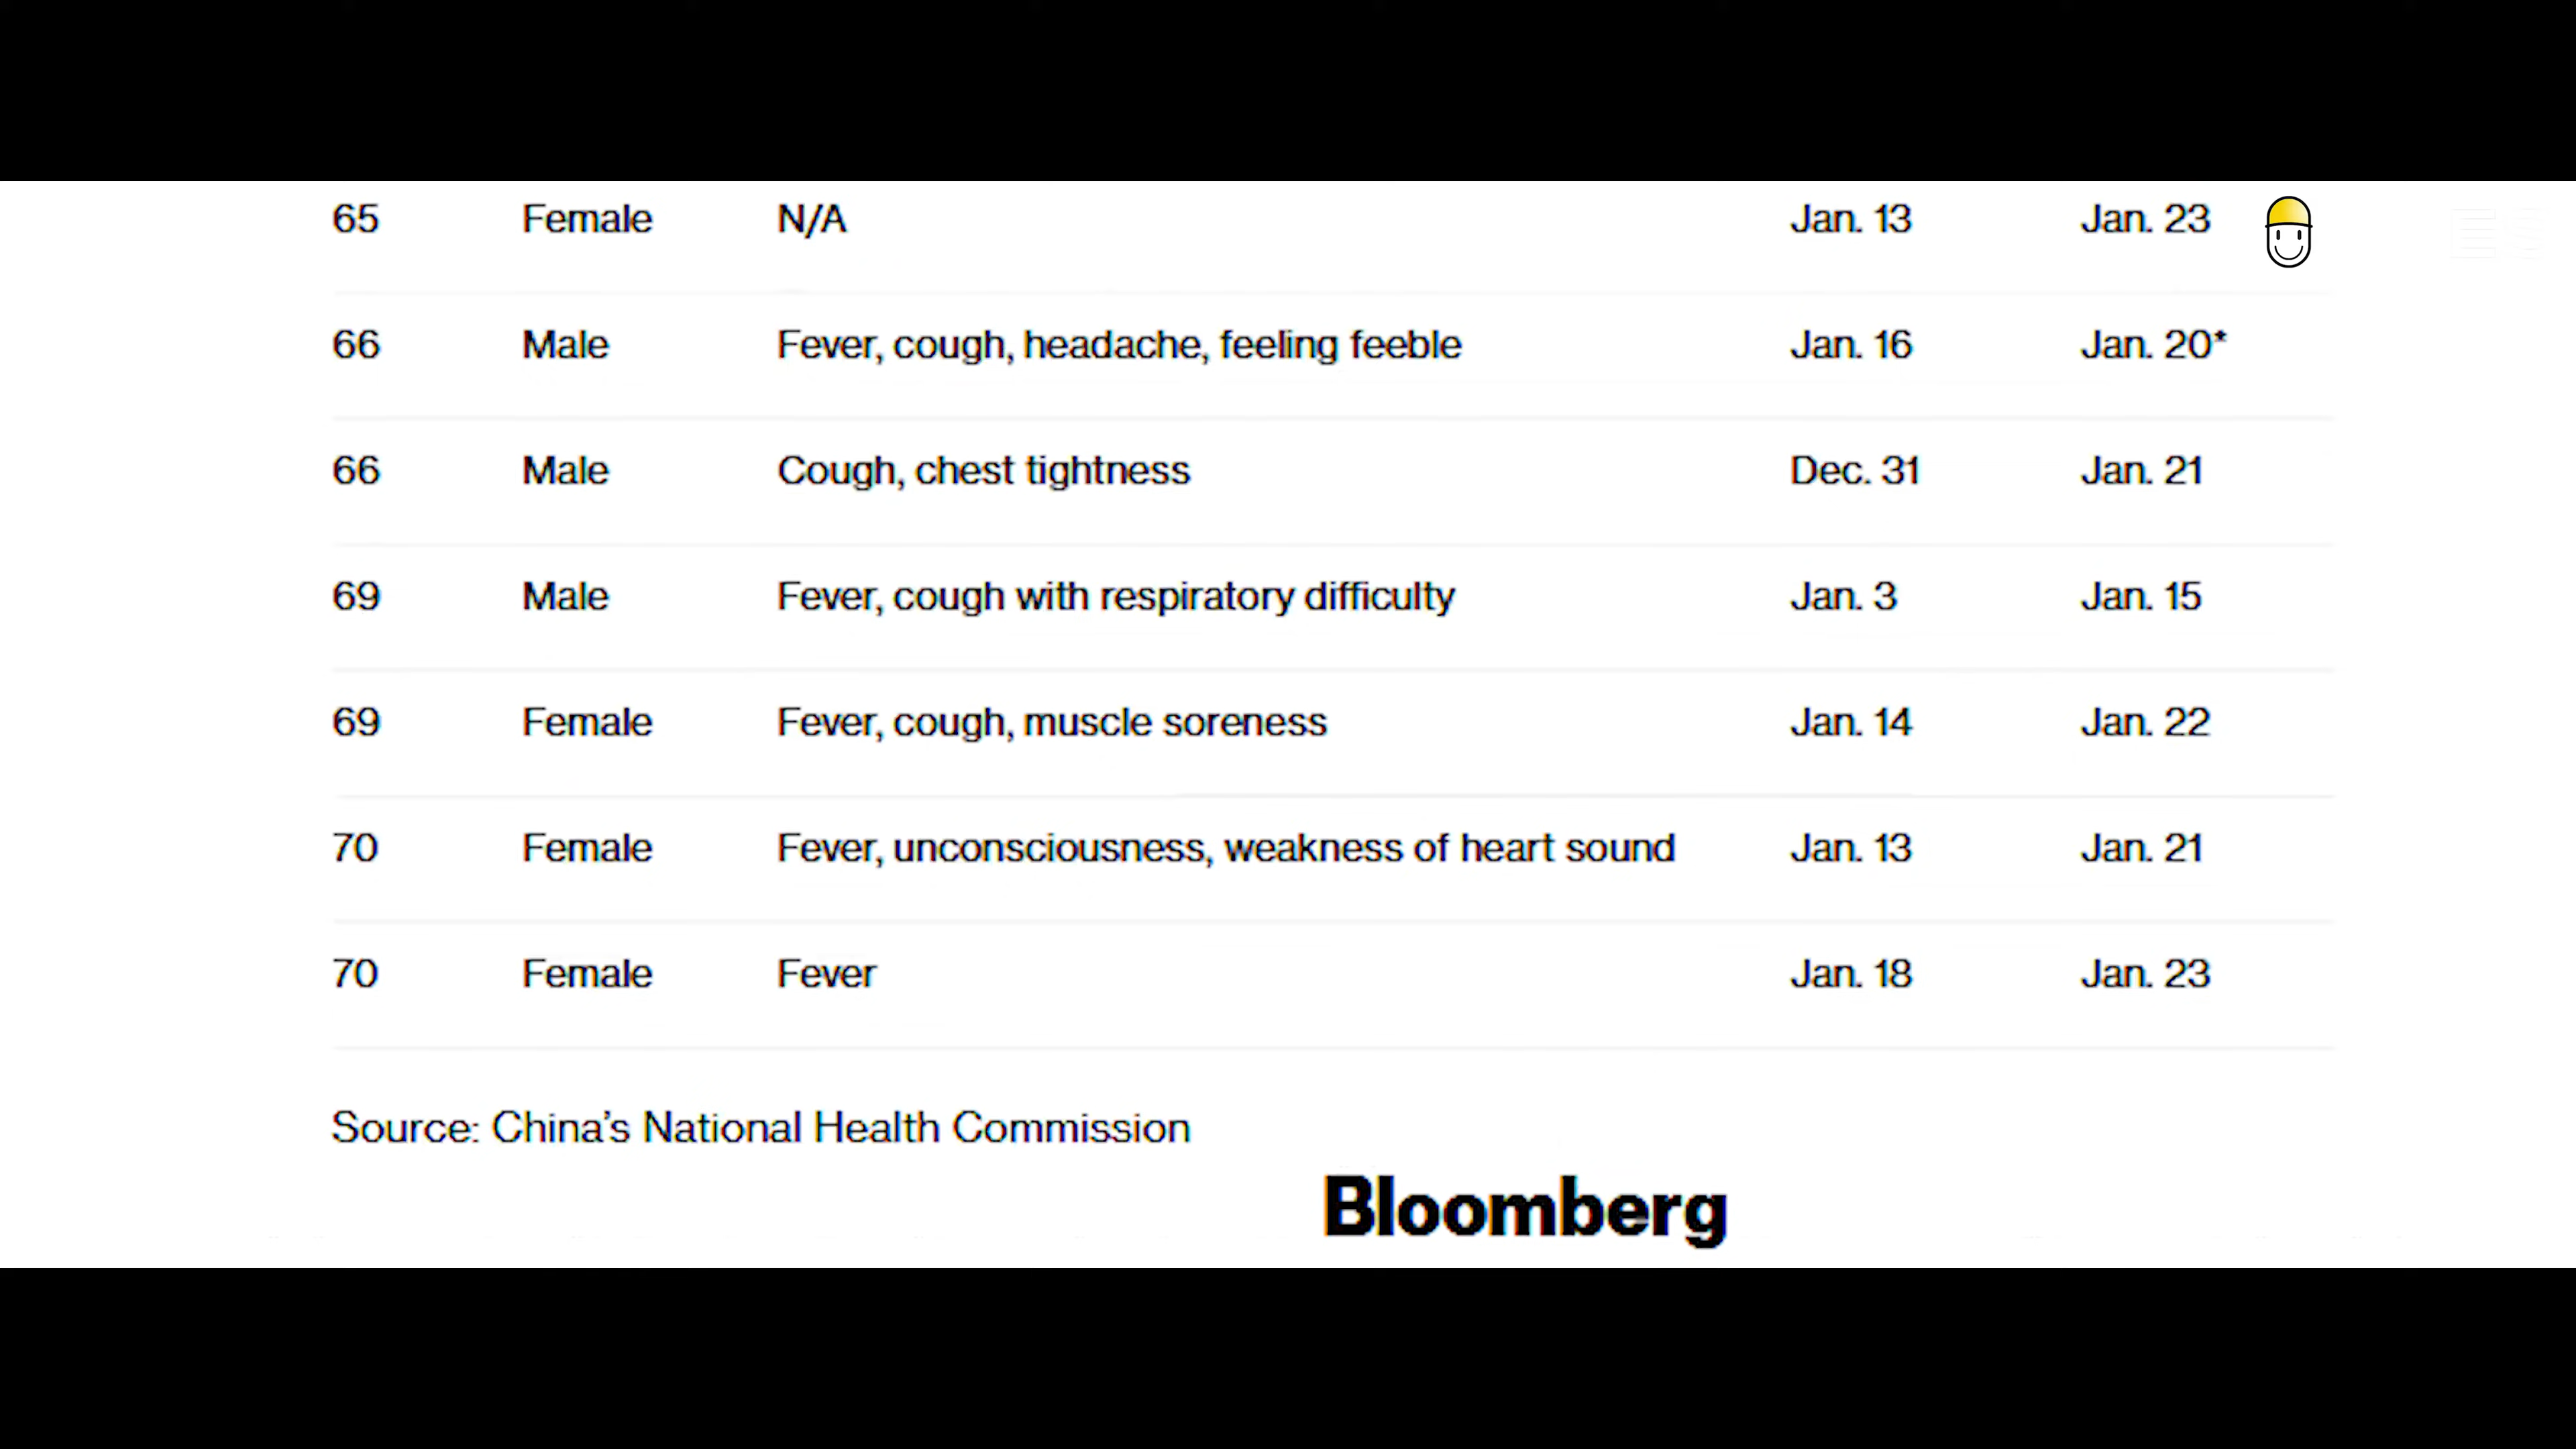 65 Female N/A Jan. 13 Jan. 23
66 Male Fever, cough, headache, feeling feeble Jan. 16 Jan. 20*
66 Male Cough, chest tightness Dec. 31 Jan. 21
69 Male Fever, cough with respiratory difficulty Jan. 3 Jan. 15
69 Female Fever, cough, muscle soreness Jan. 14 Jan. 22
70 Female Fever, unconsciousness, weakness of heart sound Jan. 13 Jan. 21
70 Female Fever Jan. 18 Jan. 23
Source: China’s National Health Commission
Bloomberg